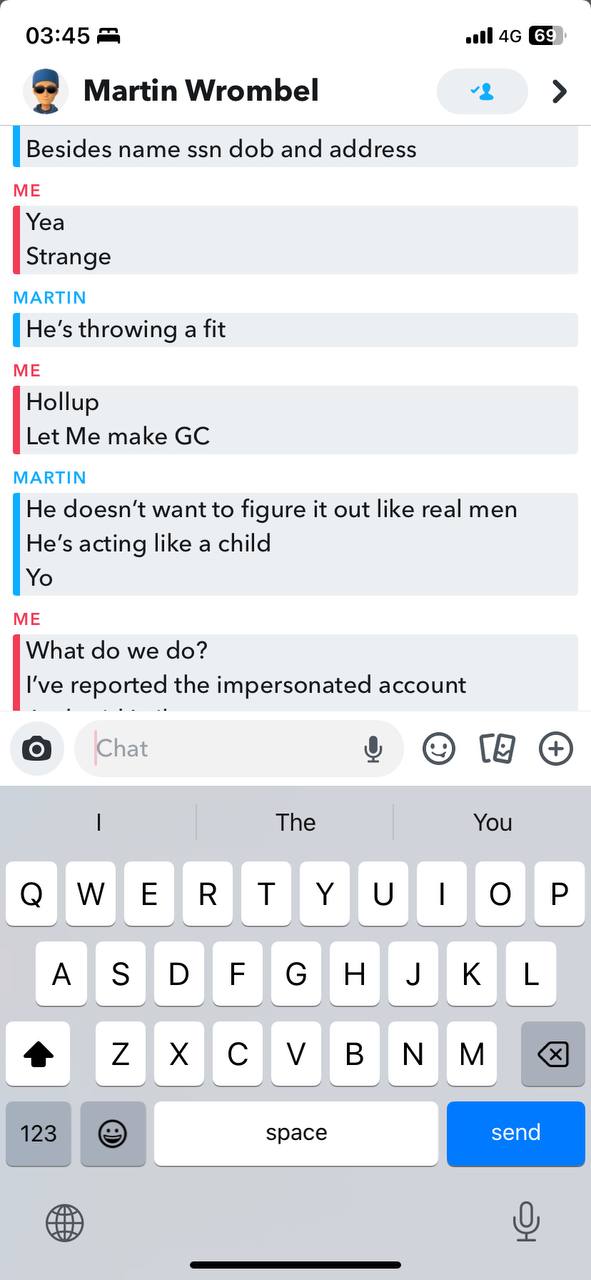 03:45
4G 69
Martin Wrombel
Besides name ssn dob and address
ME
Yea
Strange
MARTIN
He's throwing a fit
ME
Hollup
Let Me make GC
MARTIN
He doesn't want to figure it out like real men
He's acting like a child
Yo
ME
What do we do?
I've reported the impersonated account
Chat
I The You
Q W E R T Y U I O P
A S D F G H J K L
Z X C V B N M
123 space send